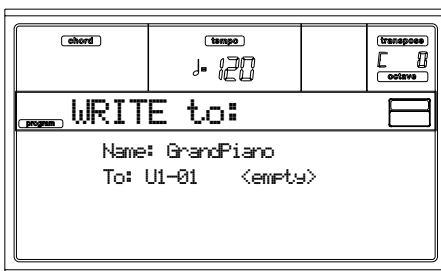 chord tempo transpose
♩= 120 C 0
octave
program WRITE to:
Name: GrandPiano
To: U1-01 <empty>